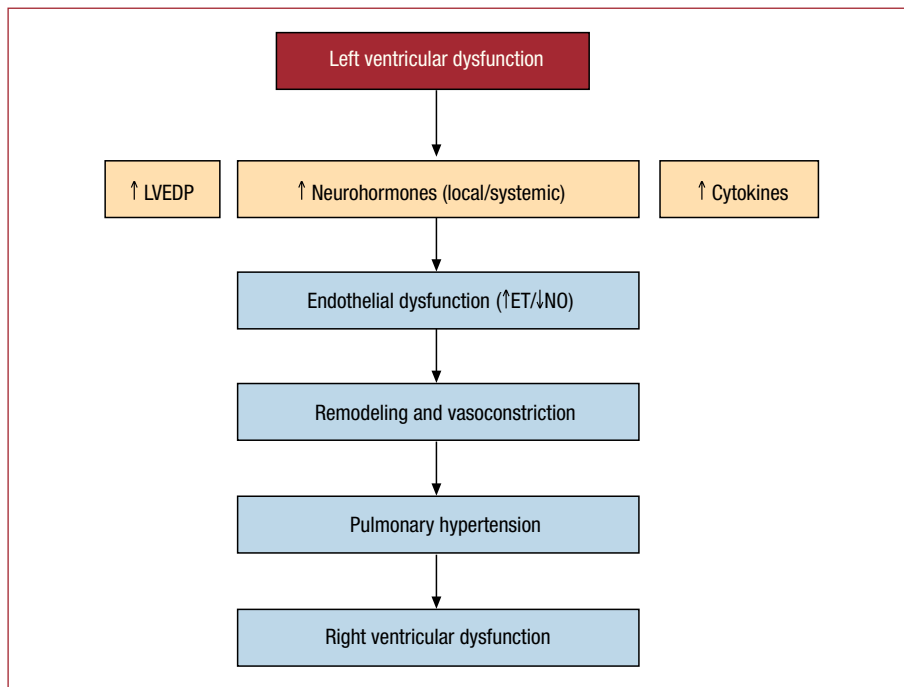 Left ventricular dysfunction
↑ LVEDP
↑ Neurohormones (local/systemic)
↑ Cytokines
Endothelial dysfunction (↑ET/↓NO)
Remodeling and vasoconstriction
Pulmonary hypertension
Right ventricular dysfunction